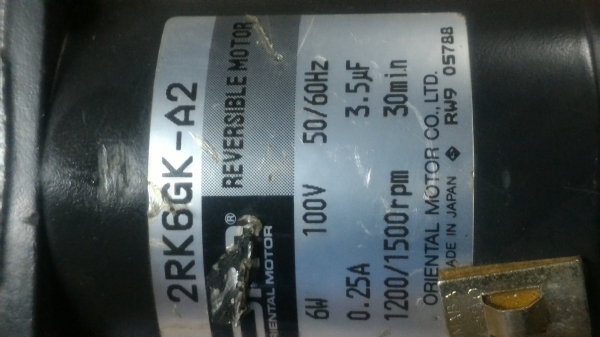 2RK6GK-A2
REVERSIBLE MOTOR
®
ORIENTAL MOTOR
6W 100V 50/60Hz
0.25A 3.5μF
1200/1500rpm 30min
ORIENTAL MOTOR CO., LTD.
MADE IN JAPAN S RW9 05788